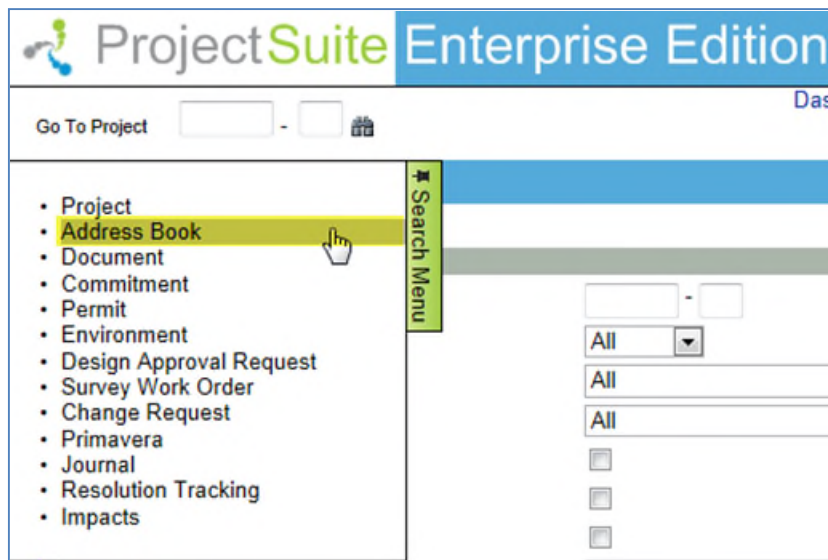 ProjectSuite Enterprise Edition
Das
Go To Project -
Search Menu
• Project
• Address Book
• Document
• Commitment
• Permit
• Environment
• Design Approval Request
• Survey Work Order
• Change Request
• Primavera
• Journal
• Resolution Tracking
• Impacts
-
All
All
All